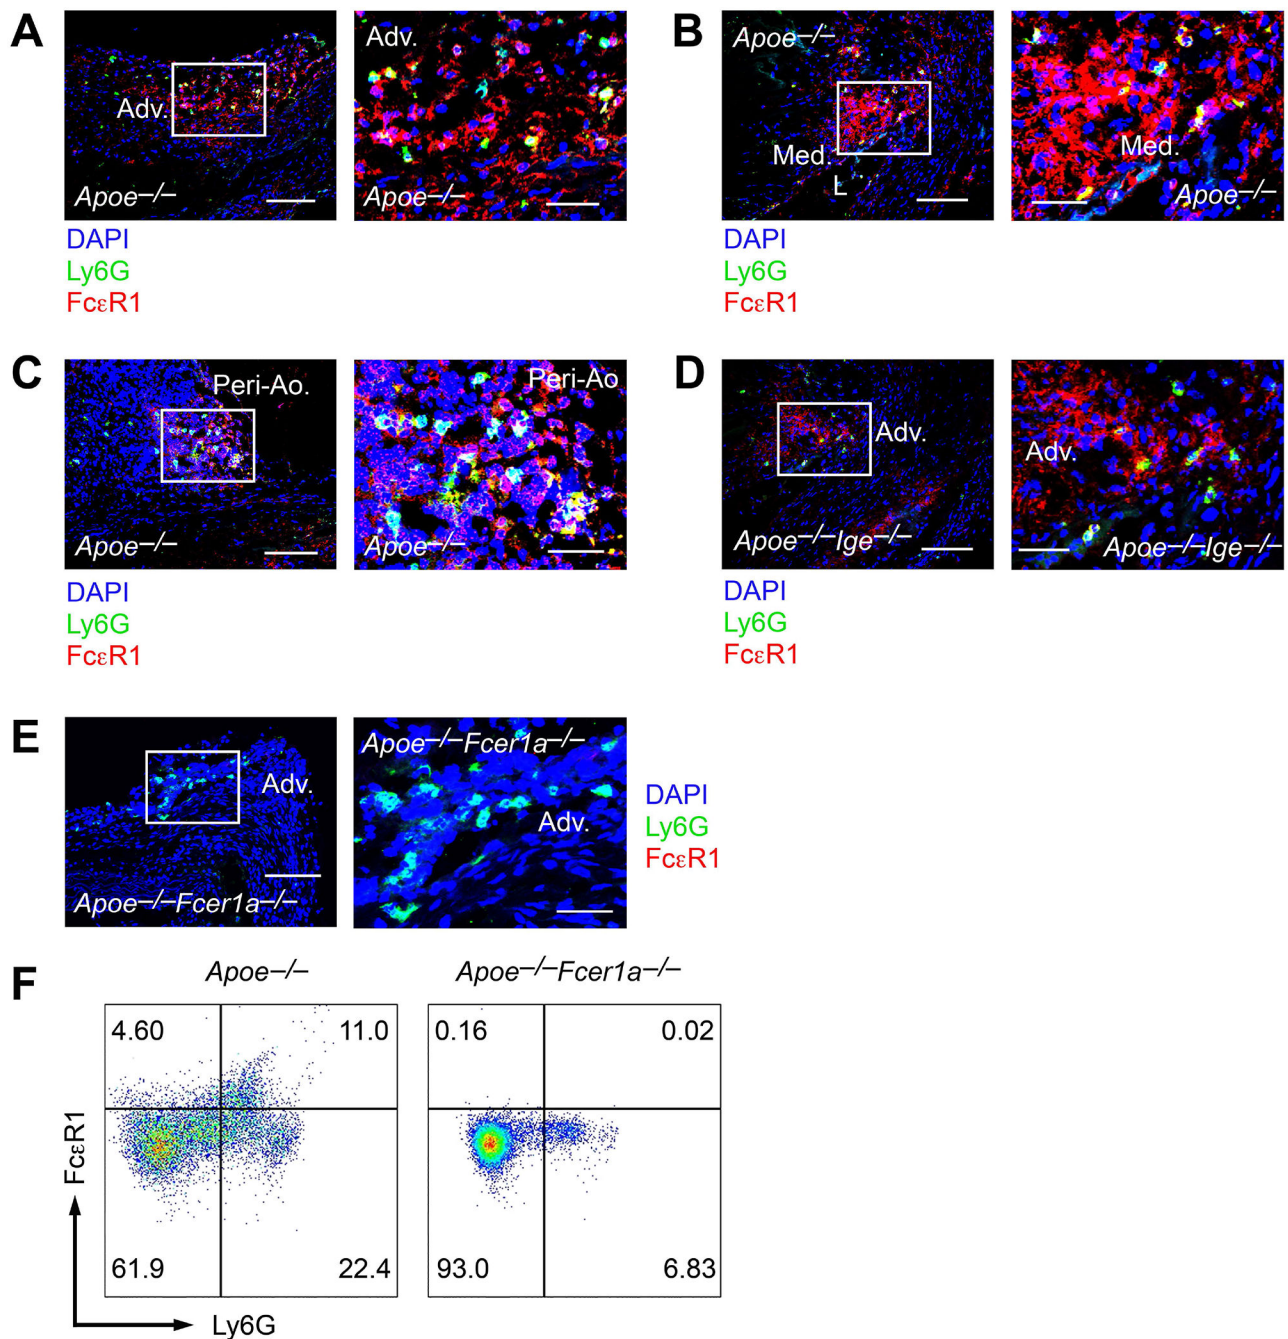 A
Adv.
Apoe–/–
Adv.
Apoe–/–
DAPI
Ly6G
FcεR1
B
Apoe–/–
Med.
L
Med.
Apoe–/–
DAPI
Ly6G
FcεR1
C
Peri-Ao.
Apoe–/–
Peri-Ao
Apoe–/–
DAPI
Ly6G
FcεR1
D
Adv.
Apoe–/–Ige–/–
Adv.
Apoe–/–Ige–/–
DAPI
Ly6G
FcεR1
E
Adv.
Apoe–/–Fcer1a–/–
Apoe–/–Fcer1a–/–
Adv.
DAPI
Ly6G
FcεR1
F
Apoe–/–
Apoe–/–Fcer1a–/–
4.60 11.0
0.16 0.02
FcεR1
61.9 22.4
93.0 6.83
Ly6G